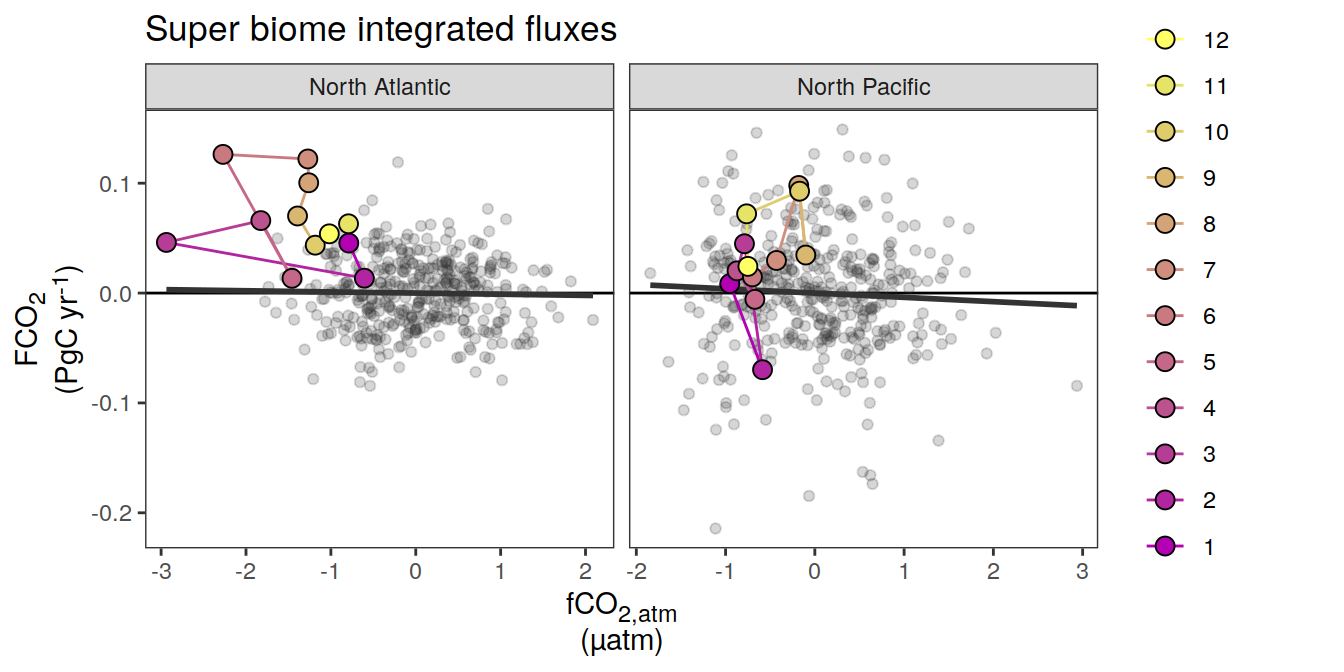 Super biome integrated fluxes
North Atlantic
North Pacific
FCO₂
(PgC yr⁻¹)
0.1
0.0
-0.1
-0.2
-3 -2 -1 0 1 2
-2 -1 0 1 2 3
fCO₂,atm
(µatm)
12
11
10
9
8
7
6
5
4
3
2
1